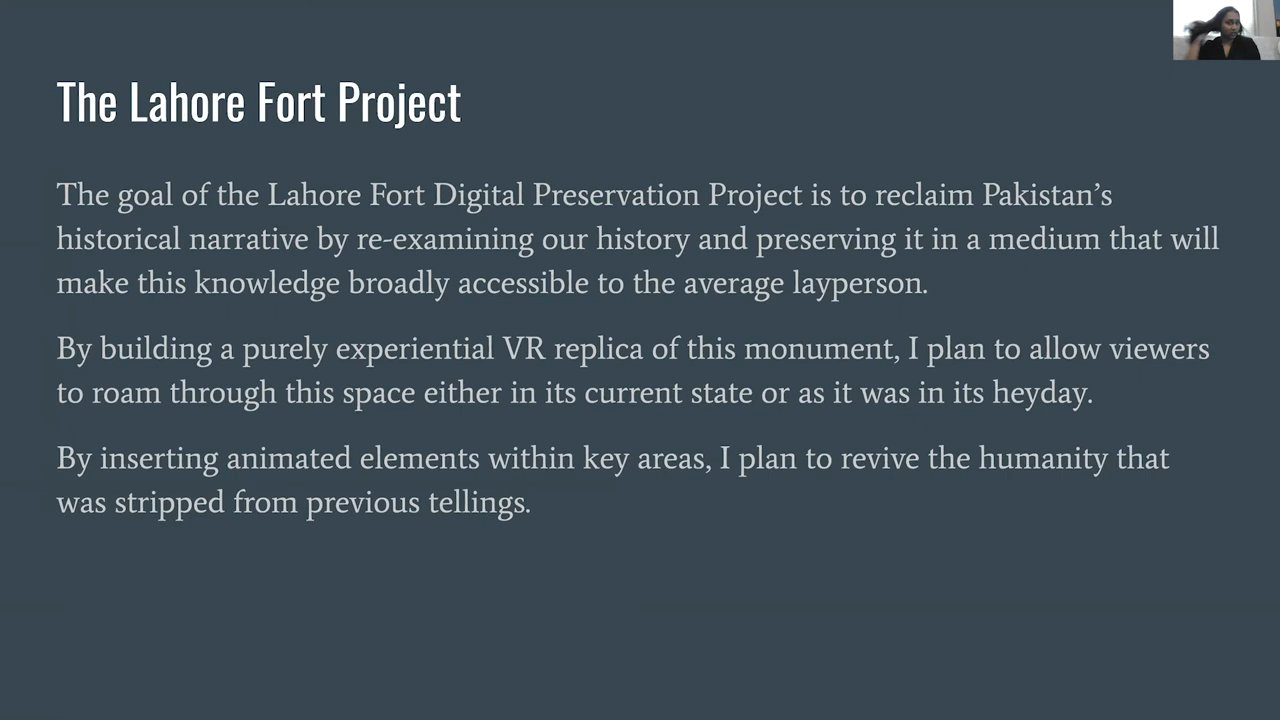 The Lahore Fort Project
The goal of the Lahore Fort Digital Preservation Project is to reclaim Pakistan’s
historical narrative by re-examining our history and preserving it in a medium that will
make this knowledge broadly accessible to the average layperson.
By building a purely experiential VR replica of this monument, I plan to allow viewers
to roam through this space either in its current state or as it was in its heyday.
By inserting animated elements within key areas, I plan to revive the humanity that
was stripped from previous tellings.